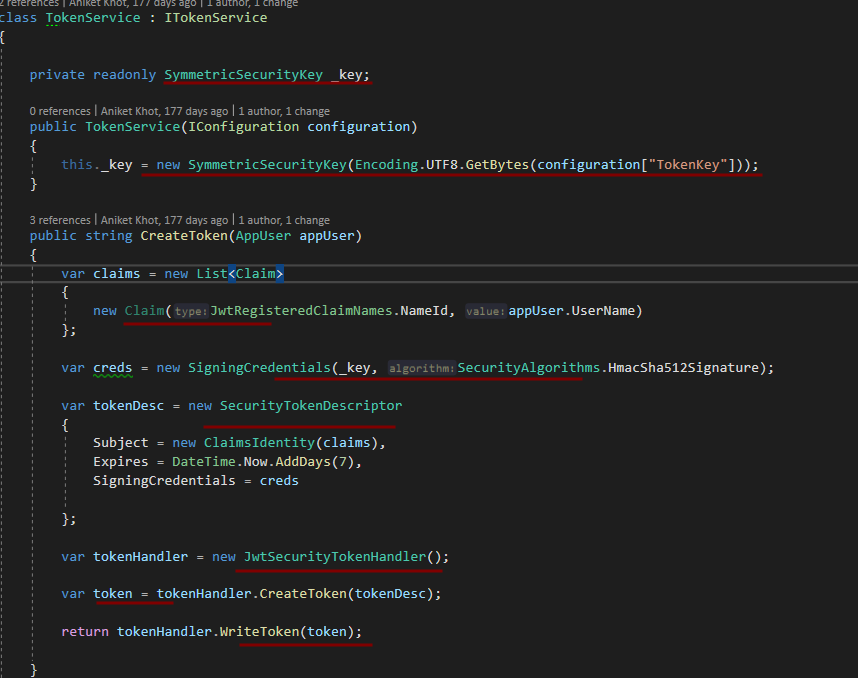 2 references | Aniket Khot, 177 days ago | 1 author, 1 change
class TokenService : ITokenService
{
private readonly SymmetricSecurityKey _key;
0 references | Aniket Khot, 177 days ago | 1 author, 1 change
public TokenService(IConfiguration configuration)
{
this._key = new SymmetricSecurityKey(Encoding.UTF8.GetBytes(configuration["TokenKey"]));
}
3 references | Aniket Khot, 177 days ago | 1 author, 1 change
public string CreateToken(AppUser appUser)
{
var claims = new List<Claim>
{
new Claim(type:JwtRegisteredClaimNames.NameId, value:appUser.UserName)
};
var creds = new SigningCredentials(_key, algorithm:SecurityAlgorithms.HmacSha512Signature);
var tokenDesc = new SecurityTokenDescriptor
{
Subject = new ClaimsIdentity(claims),
Expires = DateTime.Now.AddDays(7),
SigningCredentials = creds
};
var tokenHandler = new JwtSecurityTokenHandler();
var token = tokenHandler.CreateToken(tokenDesc);
return tokenHandler.WriteToken(token);
}